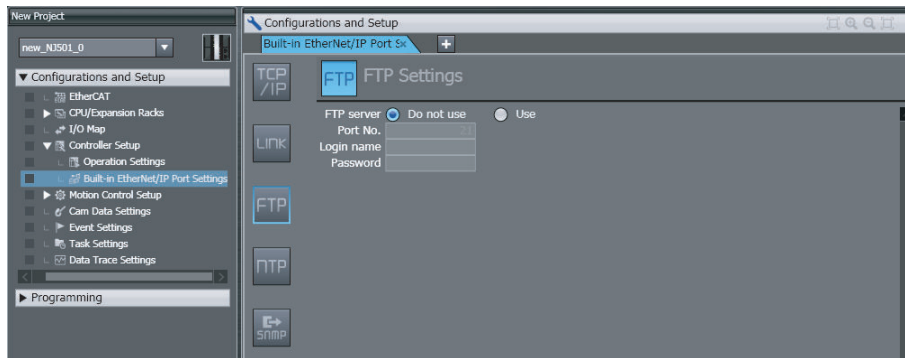 New Project
new_NJ501_0
▼ Configurations and Setup
EtherCAT
▶ CPU/Expansion Racks
I/O Map
▼ Controller Setup
Operation Settings
Built-in EtherNet/IP Port Settings
▶ Motion Control Setup
Cam Data Settings
Event Settings
Task Settings
Data Trace Settings
▶ Programming
Configurations and Setup
Built-in EtherNet/IP Port S× +
TCP
/IP
LINK
FTP
NTP
SNMP
FTP FTP Settings
FTP server Do not use Use
Port No. 21
Login name
Password